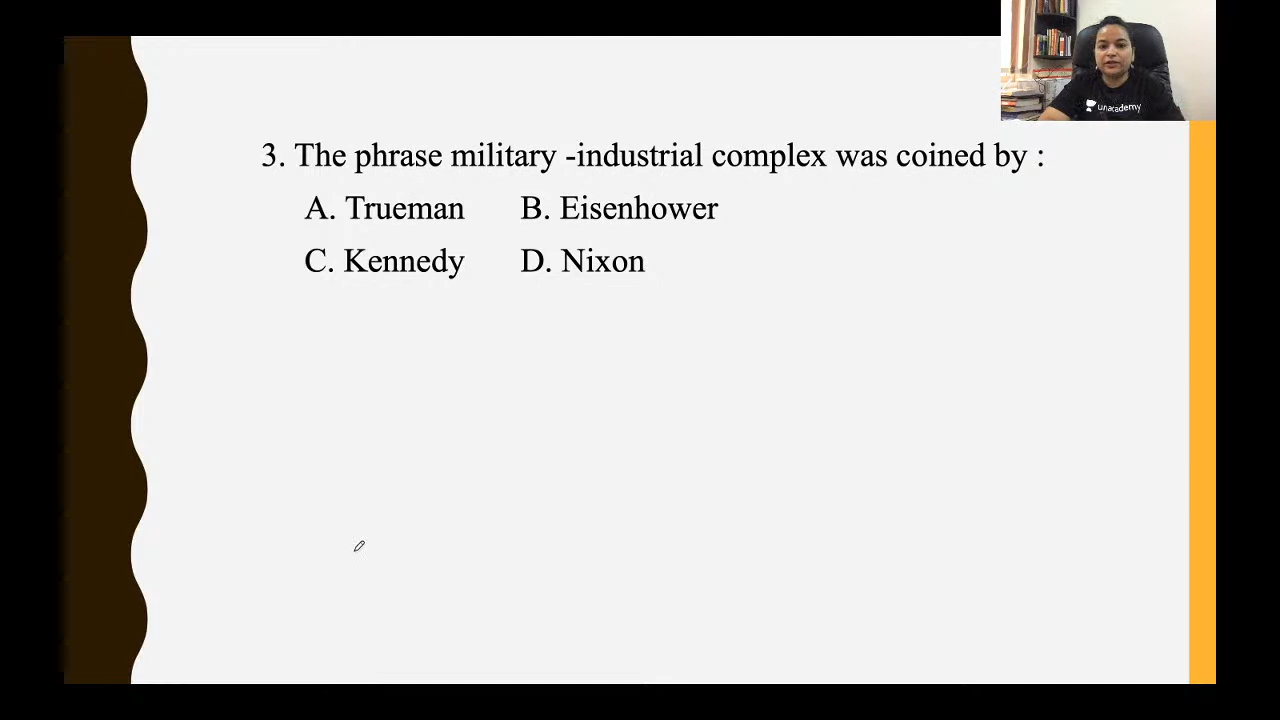 unacademy
3. The phrase military -industrial complex was coined by :
A. Trueman B. Eisenhower
C. Kennedy D. Nixon